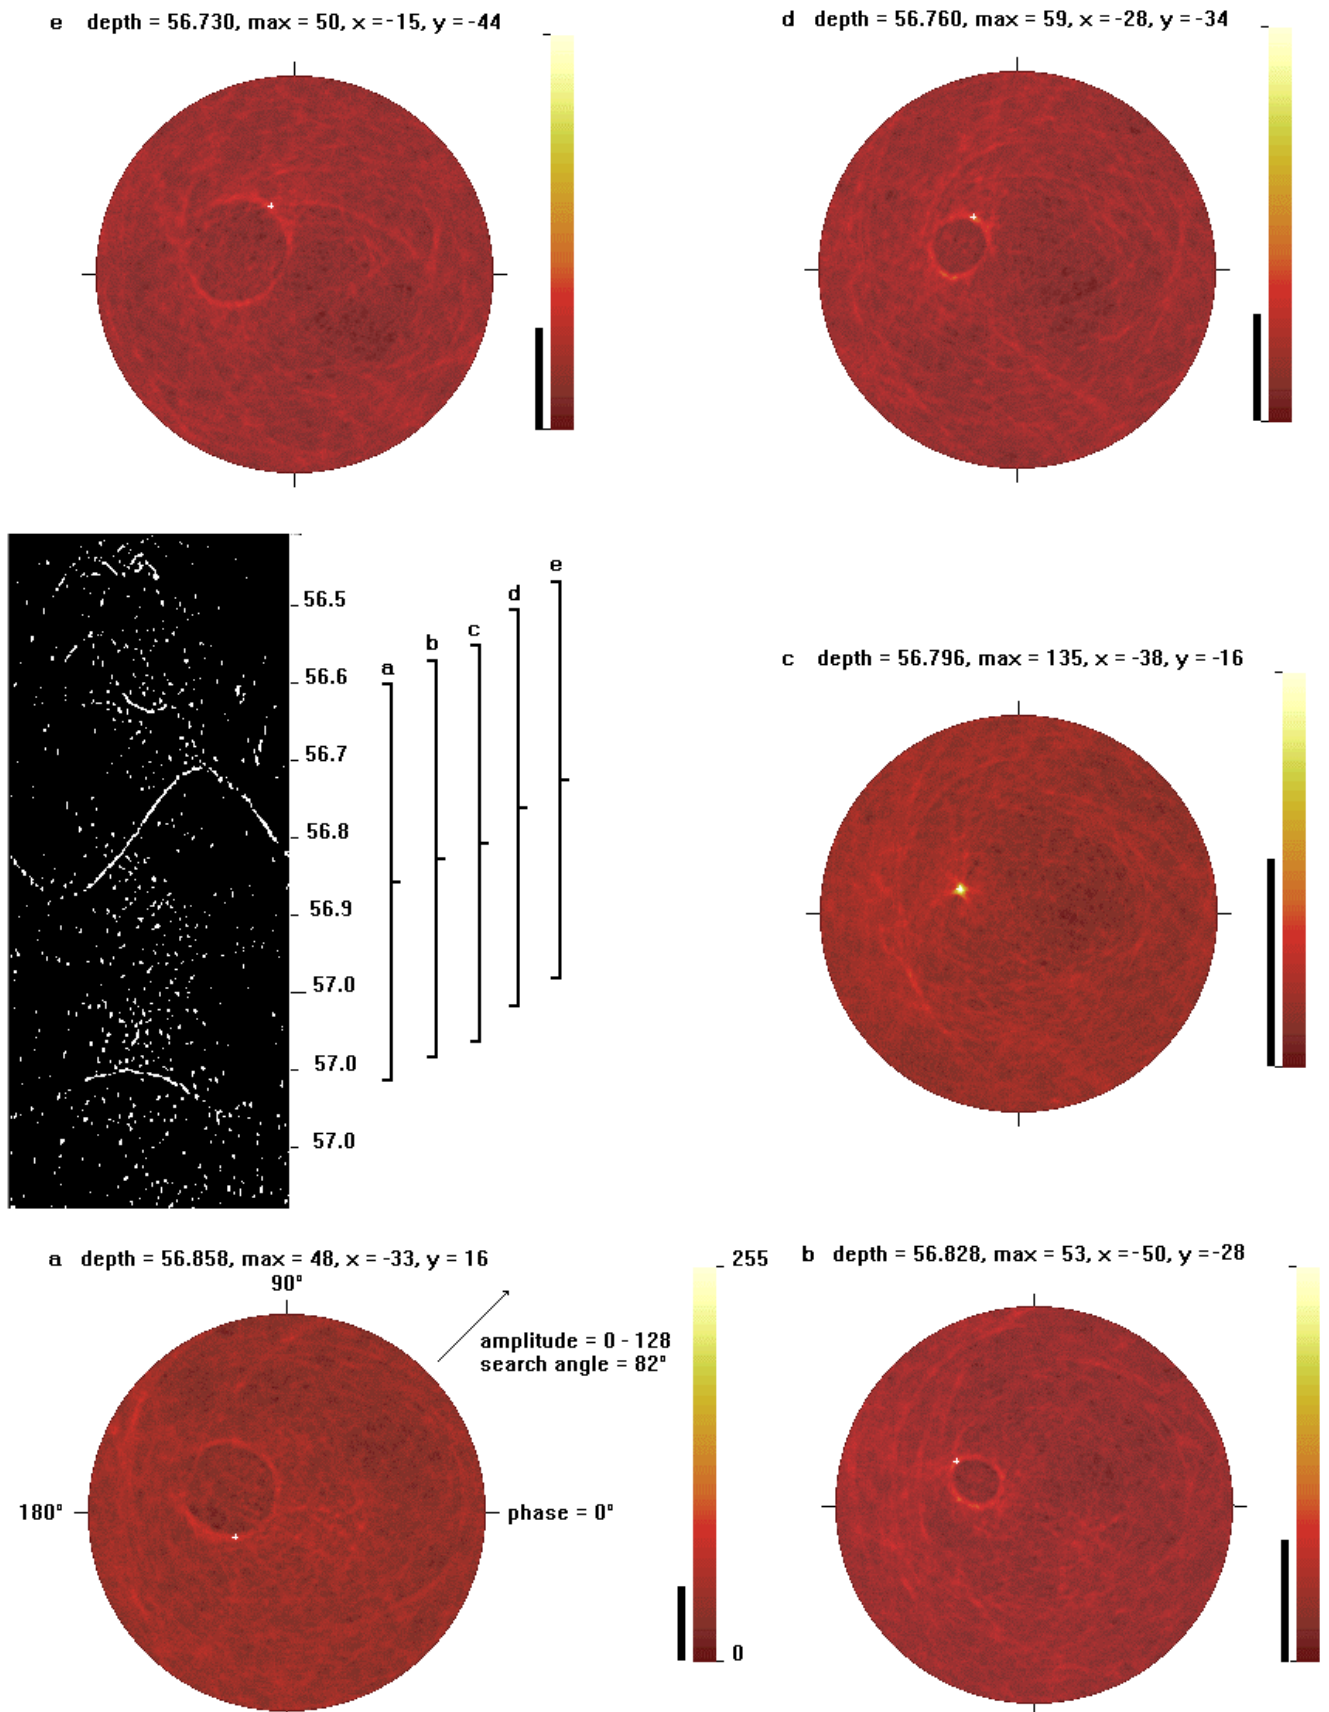 e depth = 56.730, max = 50, x = -15, y = -44
d depth = 56.760, max = 59, x = -28, y = -34
56.5
56.6
56.7
56.8
56.9
57.0
57.0
57.0
a
b
c
d
e
c depth = 56.796, max = 135, x = -38, y = -16
a depth = 56.858, max = 48, x = -33, y = 16
90°
amplitude = 0 - 128
search angle = 82°
180°
phase = 0°
255
0
b depth = 56.828, max = 53, x = -50, y = -28